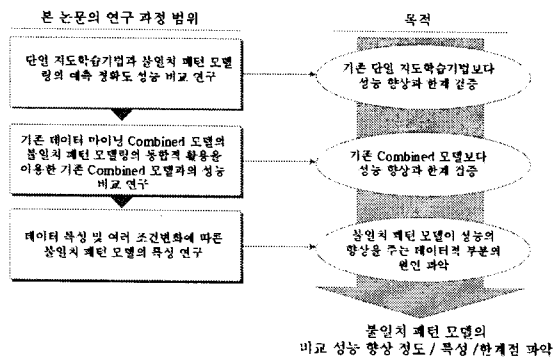 본 논문의 연구 과정 범위
목적
단일 지도학습기법과 불일치 패턴 모델
링의 예측 정확도 성능 비교 연구
기존 단일 지도학습기법보다
성능 향상과 한계 검증
기존 데이터 마이닝 Combined 모델의
불일치 패턴 모델링의 통합적 활용을
이용한 기존 Combined 모델과의 성능
비교 연구
기존 Combined 모델보다
성능 향상과 한계 검증
데이터 특성 및 여러 조건변화에 따른
불일치 패턴 모델의 특성 연구
불일치 패턴 모델이 성능의
향상을 주는 데이터적 부분의
원인 파악
불일치 패턴 모델의
비교 성능 향상 정도 / 특성 /한계점 파악